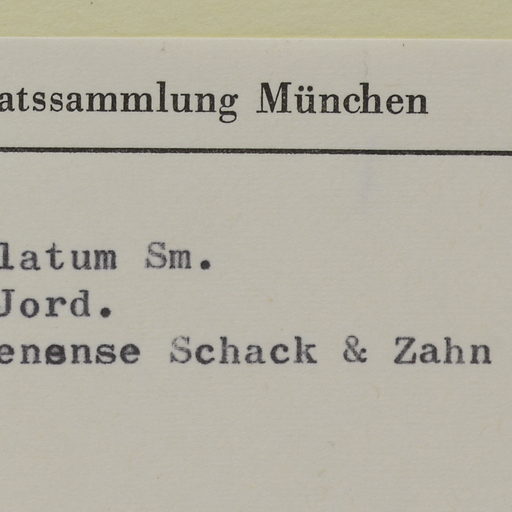 atssammlung München
latum Sm.
Jord.
enense Schack & Zahn